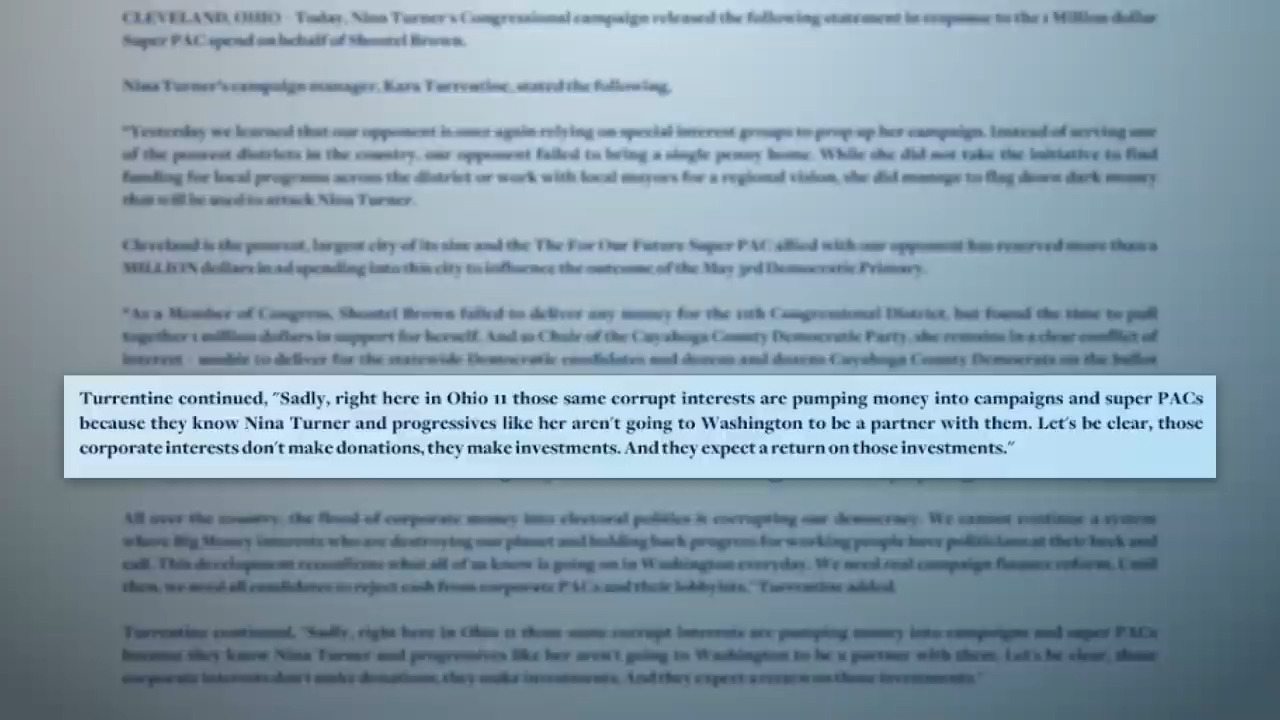 CLEVELAND, OHIO - Today, Nina Turner's Congressional campaign released the following statement in response to the 1 Million dollar
Super PAC spend on behalf of Shontel Brown.
Nina Turner's campaign manager, Kara Turrentine, stated the following,
"Yesterday we learned that our opponent is once again relying on special interest groups to prop up her campaign. Instead of serving one
of the poorest districts in the country, our opponent failed to bring a single penny home. While she did not take the initiative to find
funding for local programs across the district or work with local mayors for a regional vision, she did manage to flag down dark money
that will be used to attack Nina Turner.
Cleveland is the poorest, largest city of its size and the The For Our Future Super PAC allied with our opponent has reserved more than a
MILLION dollars in ad spending into this city to influence the outcome of the May 3rd Democratic Primary.
"As a Member of Congress, Shontel Brown failed to deliver any money for the 11th Congressional District, but found the time to pull
together 1 million dollars in support for herself. And as Chair of the Cuyahoga County Democratic Party, she remains in a clear conflict of
interest - unable to deliver for the statewide Democratic candidates and dozens and dozens Cuyahoga County Democrats on the ballot
Turrentine continued, "Sadly, right here in Ohio 11 those same corrupt interests are pumping money into campaigns and super PACs
because they know Nina Turner and progressives like her aren't going to Washington to be a partner with them. Let's be clear, those
corporate interests don't make donations, they make investments. And they expect a return on those investments."
All over the country, the flood of corporate money into electoral politics is corrupting our democracy. We cannot continue a system
where Big Money interests who are destroying our planet and holding back progress for working people have politicians at their beck and
call. This development reconfirms what all of us know is going on in Washington everyday. We need real campaign finance reform. Until
then, we need all candidates to reject cash from corporate PACs and their lobbyists," Turrentine added.
Turrentine continued, "Sadly, right here in Ohio 11 those same corrupt interests are pumping money into campaigns and super PACs
because they know Nina Turner and progressives like her aren't going to Washington to be a partner with them. Let's be clear, those
corporate interests don't make donations, they make investments. And they expect a return on those investments."